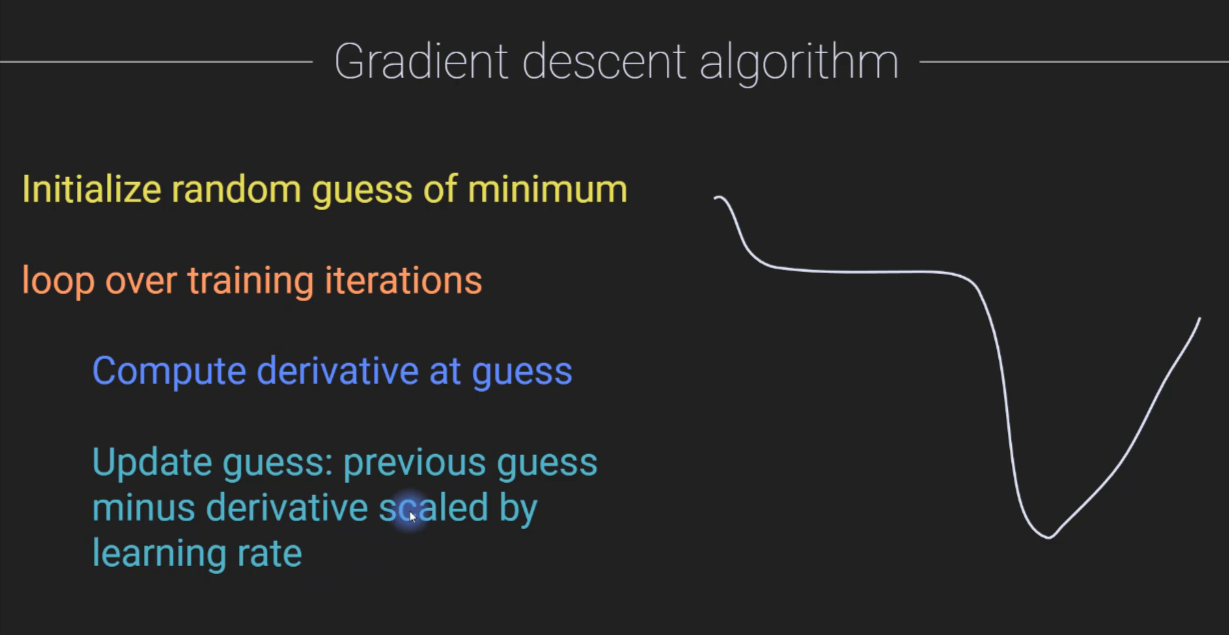 Gradient descent algorithm
Initialize random guess of minimum
loop over training iterations
Compute derivative at guess
Update guess: previous guess
minus derivative scaled by
learning rate